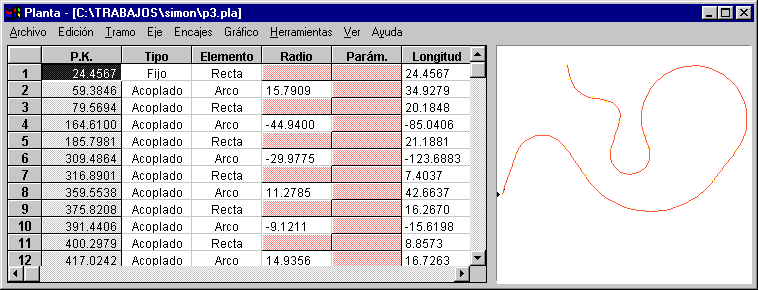 Planta - [C:\TRABAJOS\simon\p3.pla]
Archivo Edición Tramo Eje Encajes Gráfico Herramientas Ver Ayuda
P.K. Tipo Elemento Radio Parám. Longitud
1 24.4567 Fijo Recta 24.4567
2 59.3846 Acoplado Arco 15.7909 34.9279
3 79.5694 Acoplado Recta 20.1848
4 164.6100 Acoplado Arco -44.9400 -85.0406
5 185.7981 Acoplado Recta 21.1881
6 309.4864 Acoplado Arco -29.9775 -123.6883
7 316.8901 Acoplado Recta 7.4037
8 359.5538 Acoplado Arco 11.2785 42.6637
9 375.8208 Acoplado Recta 16.2670
10 391.4406 Acoplado Arco -9.1211 -15.6198
11 400.2979 Acoplado Recta 8.8573
12 417.0242 Acoplado Arco 14.9356 16.7263